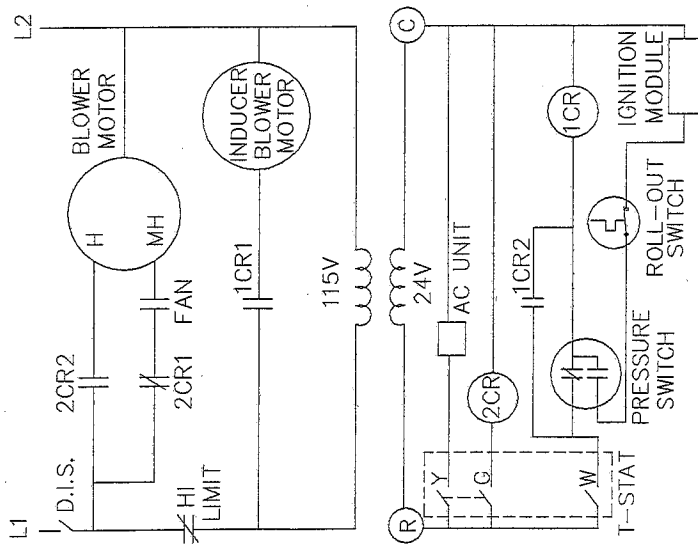 L1
L2
D.I.S.
2CR2
H
BLOWER
MOTOR
2CR1
FAN
MH
HI
LIMIT
1CR1
INDUCER
BLOWER
MOTOR
115V
24V
R
C
Y
AC UNIT
G
2CR
1CR2
W
1CR
T-STAT
PRESSURE
SWITCH
ROLL-OUT
SWITCH
IGNITION
MODULE